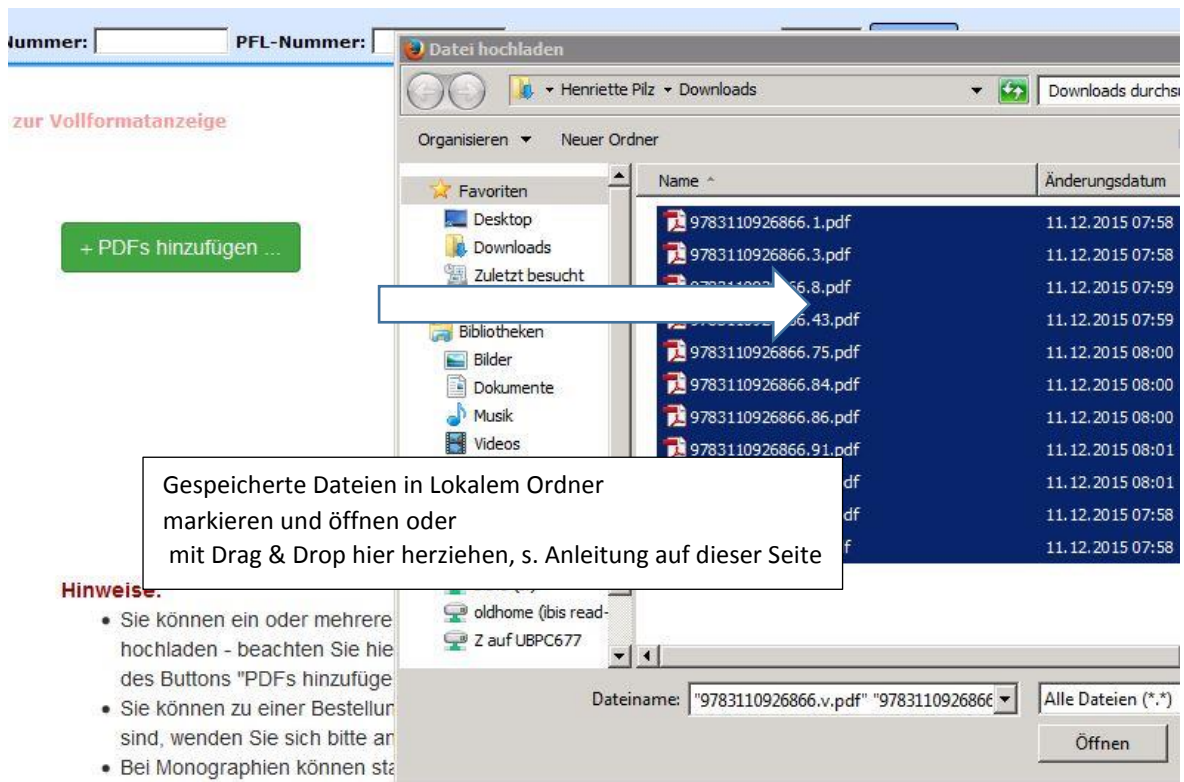 Nummer: PFL-Nummer:
zur Vollformatanzeige
+ PDFs hinzufügen ...
Datei hochladen
Henriette Pilz Downloads
Downloads durchsu
Organisieren Neuer Ordner
Favoriten
Desktop
Downloads
Zuletzt besucht
Bibliotheken
Bilder
Dokumente
Musik
Videos
oldhome (ibis read-
Z auf UBPC677
Name Änderungsdatum
9783110926866.1.pdf 11.12.2015 07:58
9783110926866.3.pdf 11.12.2015 07:58
66.8.pdf 11.12.2015 07:59
6.43.pdf 11.12.2015 07:59
9783110926866.75.pdf 11.12.2015 08:00
9783110926866.84.pdf 11.12.2015 08:00
9783110926866.86.pdf 11.12.2015 08:00
9783110926866.91.pdf 11.12.2015 08:01
df 11.12.2015 08:01
df 11.12.2015 07:58
f 11.12.2015 07:58
Gespeicherte Dateien in Lokalem Ordner
markieren und öffnen oder
mit Drag & Drop hier herziehen, s. Anleitung auf dieser Seite
Hinweise:
• Sie können ein oder mehrere
hochladen - beachten Sie hie
des Buttons "PDFs hinzufüge
• Sie können zu einer Bestellun
sind, wenden Sie sich bitte an
• Bei Monographien können sta
Dateiname: "9783110926866.v.pdf" "9783110926866 Alle Dateien (*.*)
Öffnen